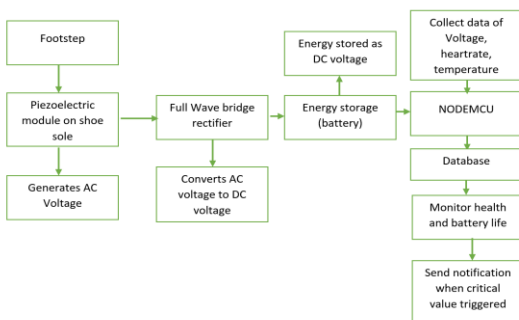 Footstep
Piezoelectric
module on shoe
sole
Generates AC
Voltage
Full Wave bridge
rectifier
Converts AC
voltage to DC
voltage
Energy stored as
DC voltage
Energy storage
(battery)
Collect data of
Voltage,
heartrate,
temperature
NODEMCU
Database
Monitor health
and battery life
Send notification
when critical
value triggered